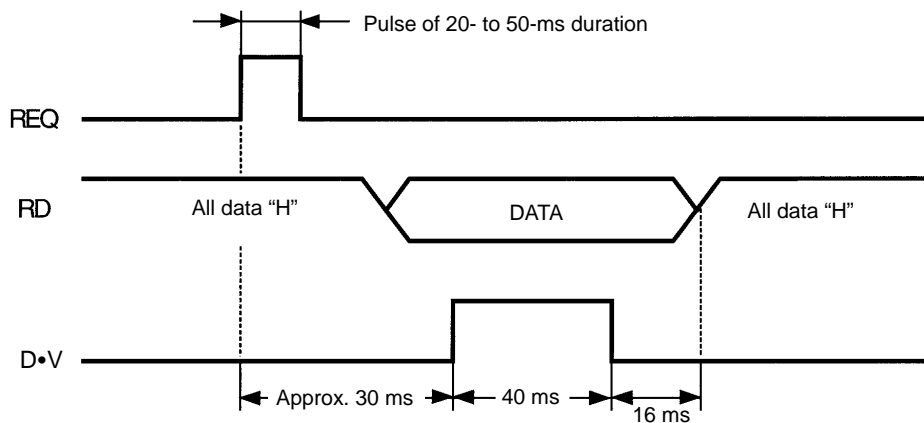 Pulse of 20- to 50-ms duration
REQ
RD
All data “H”
DATA
All data “H”
D•V
Approx. 30 ms
40 ms
16 ms